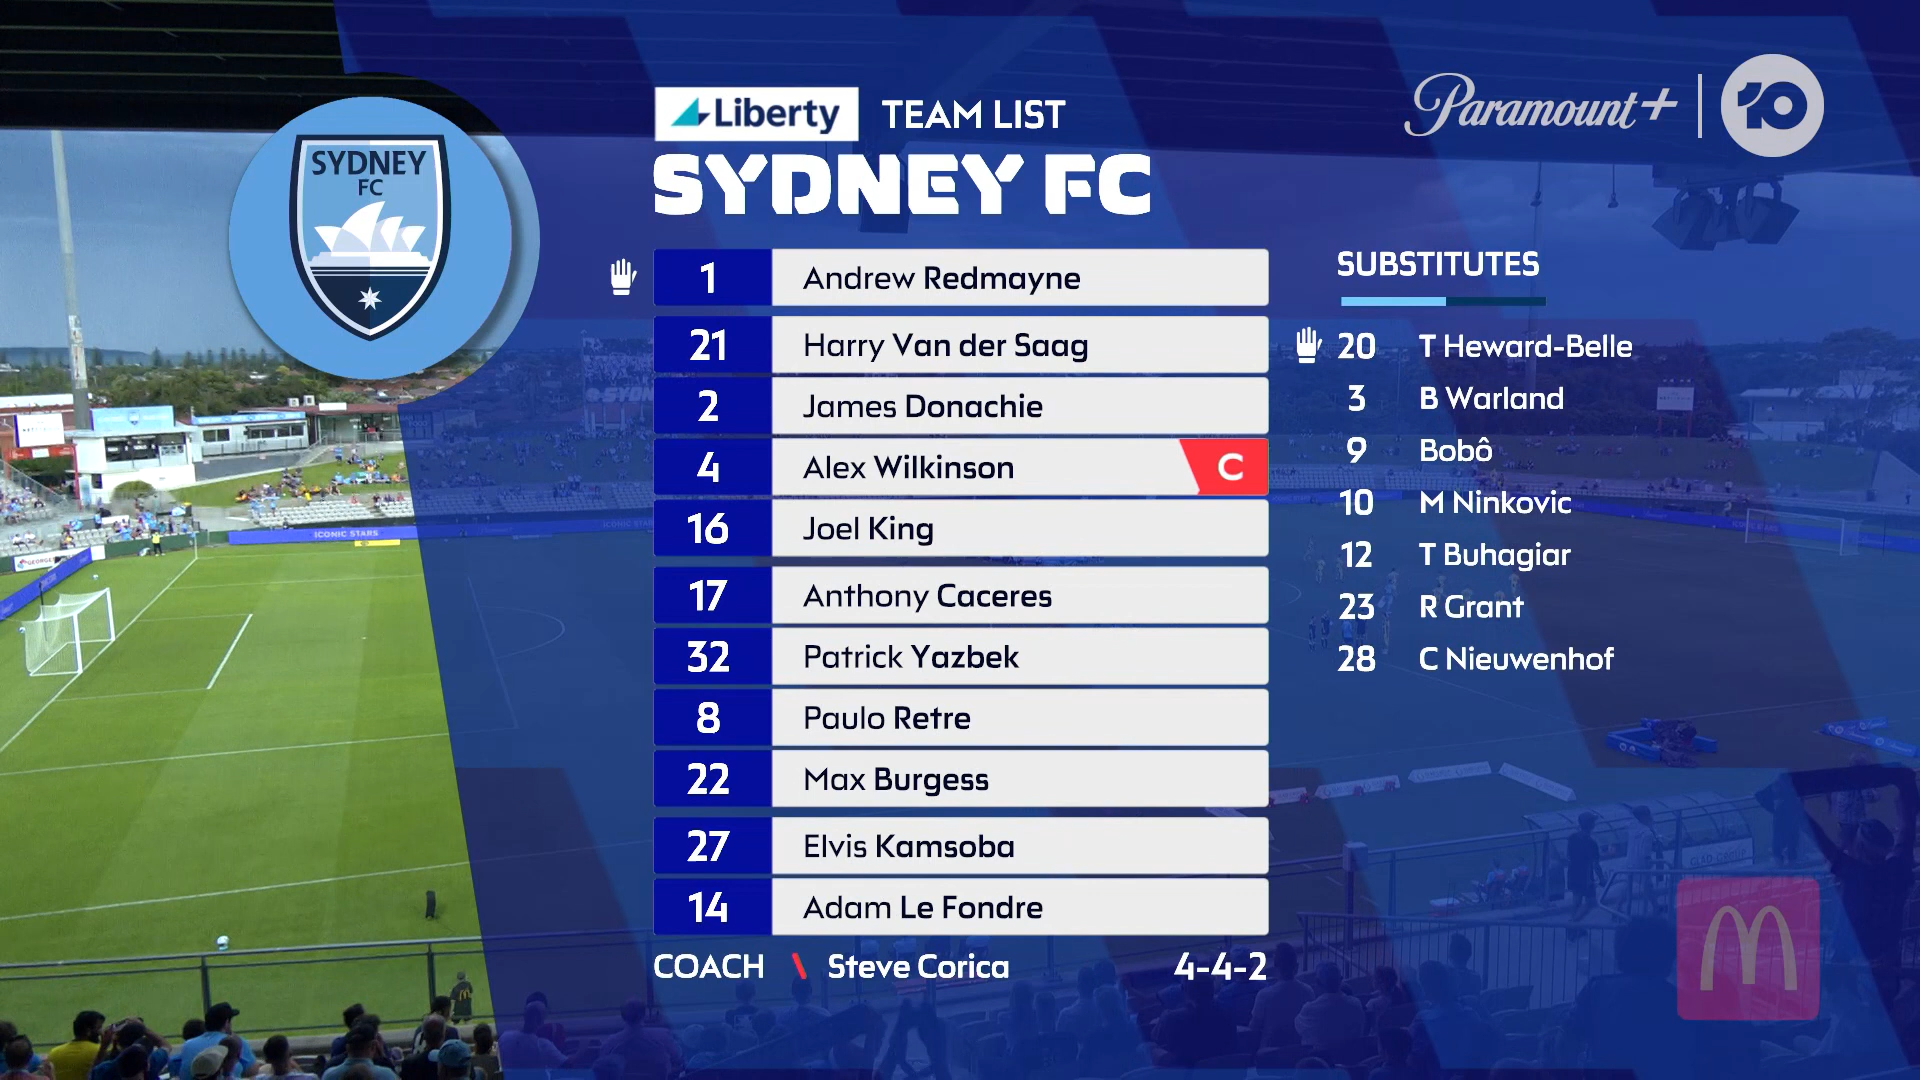 Liberty TEAM LIST
Paramount+ | 10
SYDNEY FC
SYDNEY
FC
1 Andrew Redmayne
21 Harry Van der Saag
2 James Donachie
4 Alex Wilkinson C
16 Joel King
17 Anthony Caceres
32 Patrick Yazbek
8 Paulo Retre
22 Max Burgess
27 Elvis Kamsoba
14 Adam Le Fondre
COACH \ Steve Corica 4-4-2
SUBSTITUTES
20 T Heward-Belle
3 B Warland
9 Bobô
10 M Ninkovic
12 T Buhagiar
23 R Grant
28 C Nieuwenhof
ICONIC STARS
M